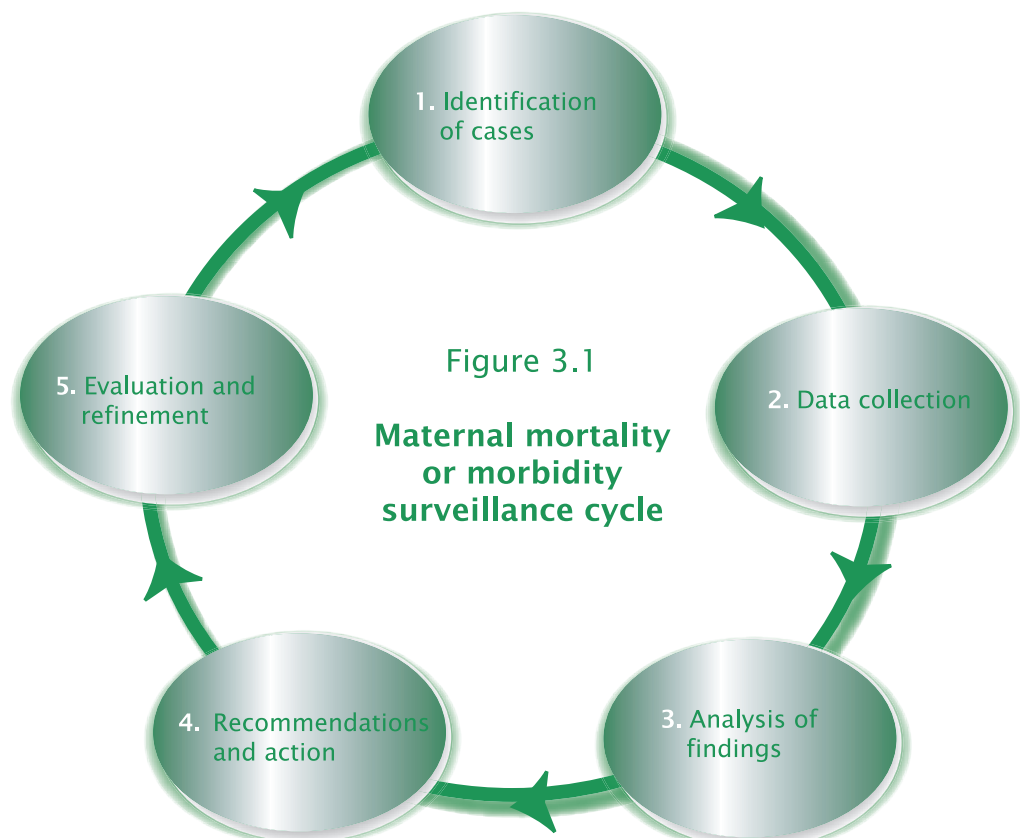 1. Identification
of cases
2. Data collection
3. Analysis of
findings
4. Recommendations
and action
5. Evaluation and
refinement
Figure 3.1
Maternal mortality
or morbidity
surveillance cycle